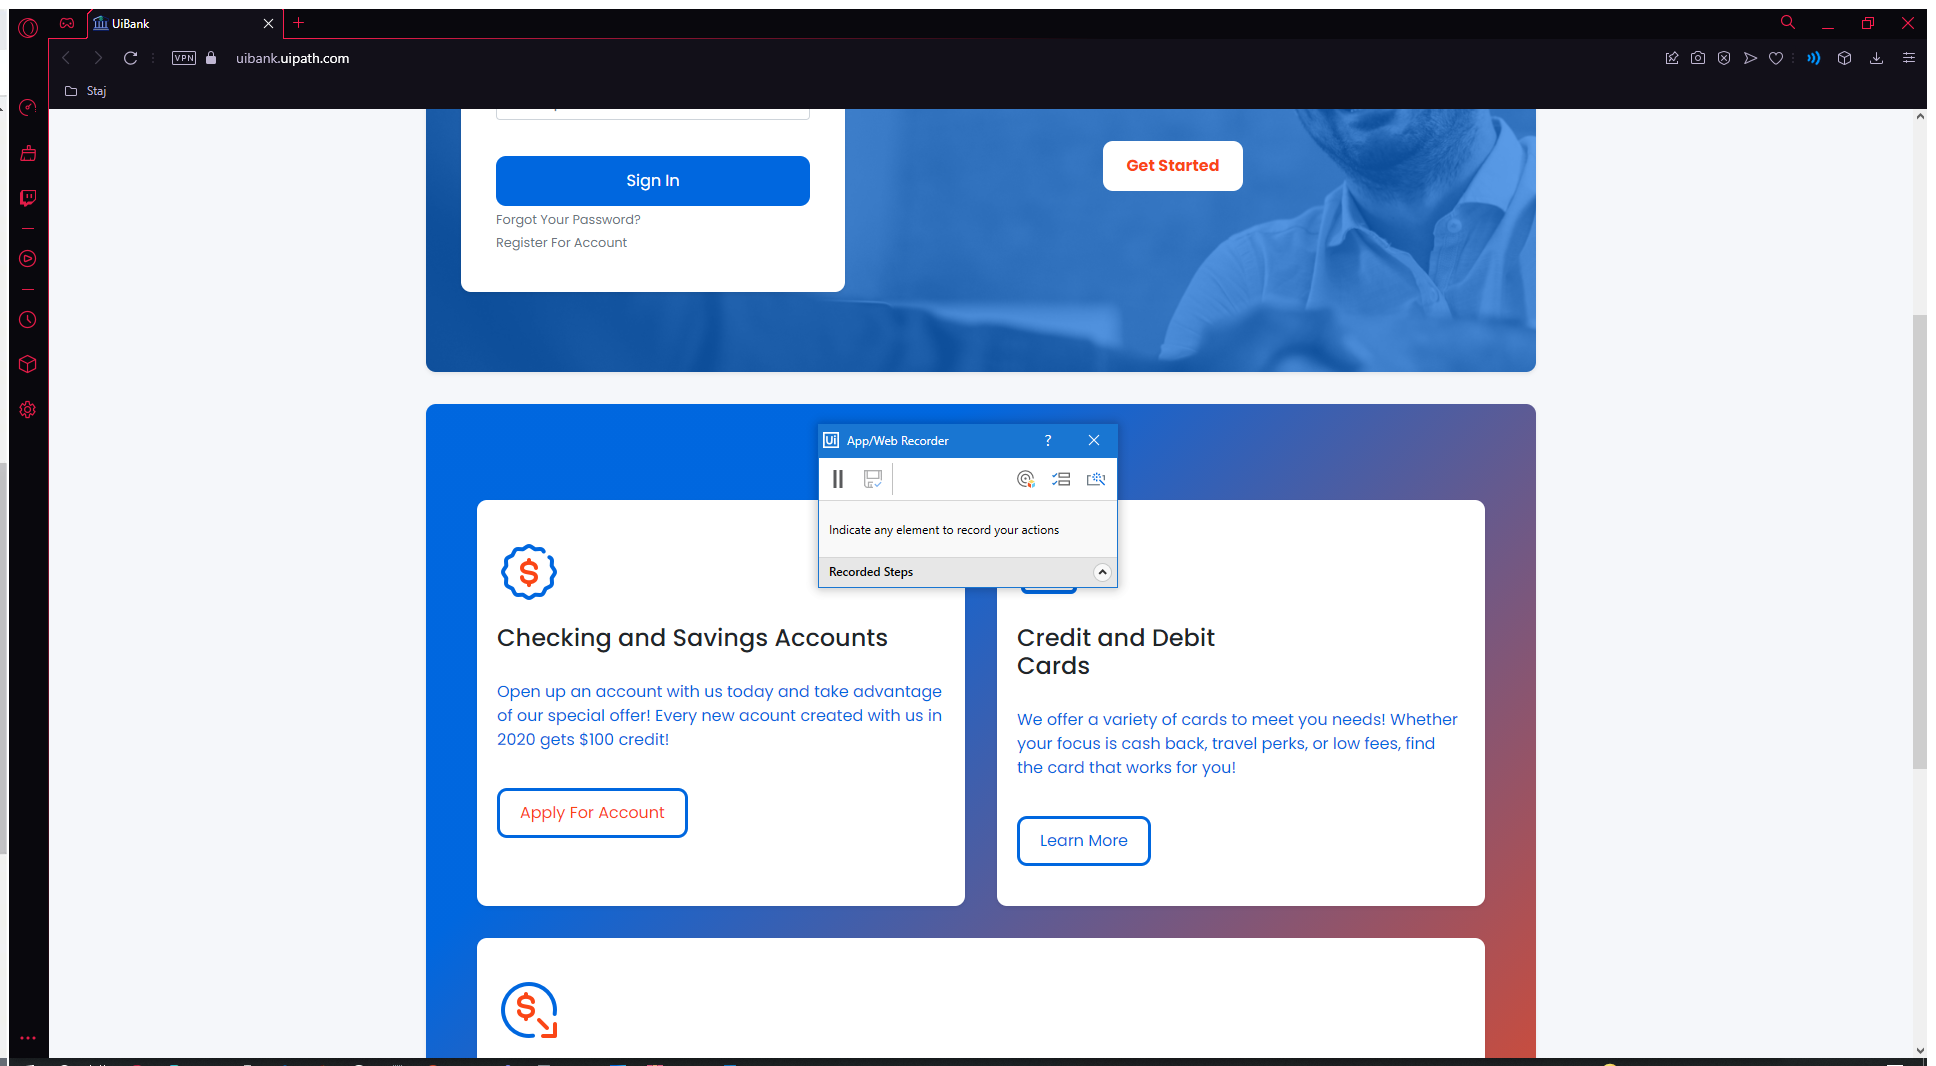 UiBank
VPN
uibank.uipath.com
Staj
Sign In
Forgot Your Password?
Register For Account
Get Started
Ui App/Web Recorder ?
Indicate any element to record your actions
Recorded Steps
$
Checking and Savings Accounts
Open up an account with us today and take advantage
of our special offer! Every new acount created with us in
2020 gets $100 credit!
Apply For Account
Credit and Debit
Cards
We offer a variety of cards to meet you needs! Whether
your focus is cash back, travel perks, or low fees, find
the card that works for you!
Learn More
$